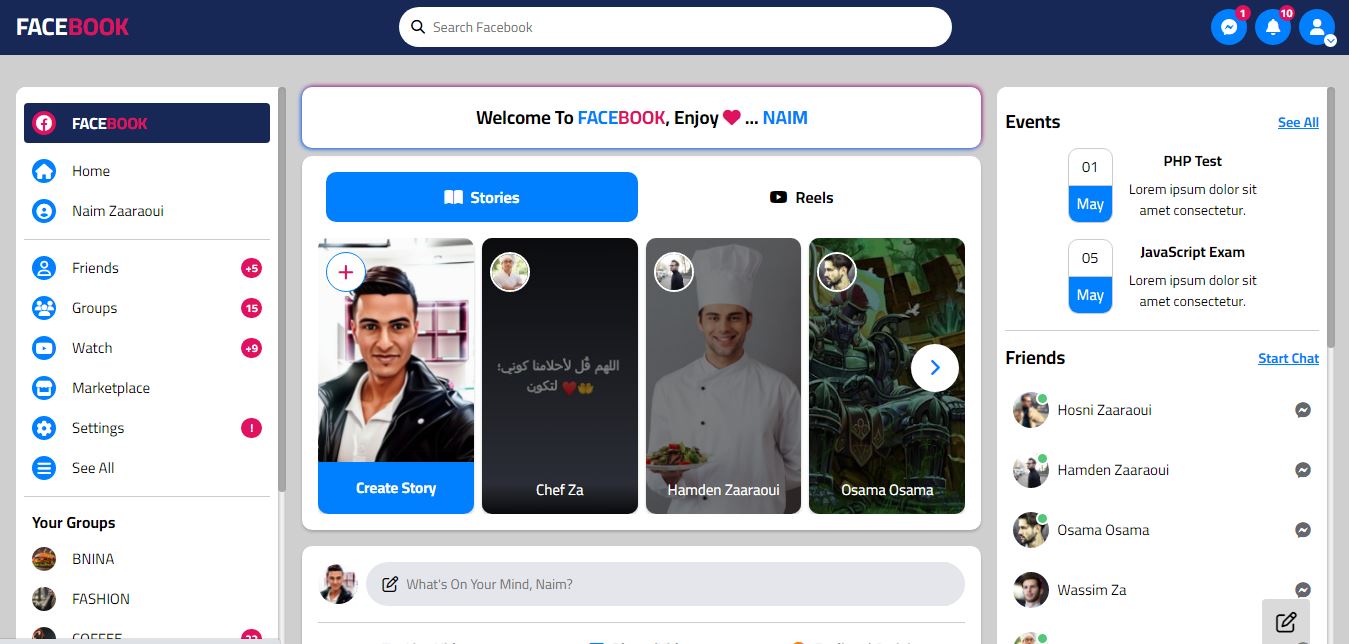 FACEBOOK
Search Facebook
1
10
FACEBOOK
Home
Naim Zaaraoui
Friends
+5
Groups
15
Watch
+9
Marketplace
Settings
!
See All
Your Groups
BNINA
FASHION
COFFEE
Welcome To FACEBOOK, Enjoy ❤ ... NAIM
Stories
Reels
Create Story
اللهم قُل لأحلامنا كوني؛
لتكون ❤️🤲
Chef Za
Hamden Zaaraoui
Osama Osama
What's On Your Mind, Naim?
Events
See All
01
May
PHP Test
Lorem ipsum dolor sit
amet consectetur.
05
May
JavaScript Exam
Lorem ipsum dolor sit
amet consectetur.
Friends
Start Chat
Hosni Zaaraoui
Hamden Zaaraoui
Osama Osama
Wassim Za